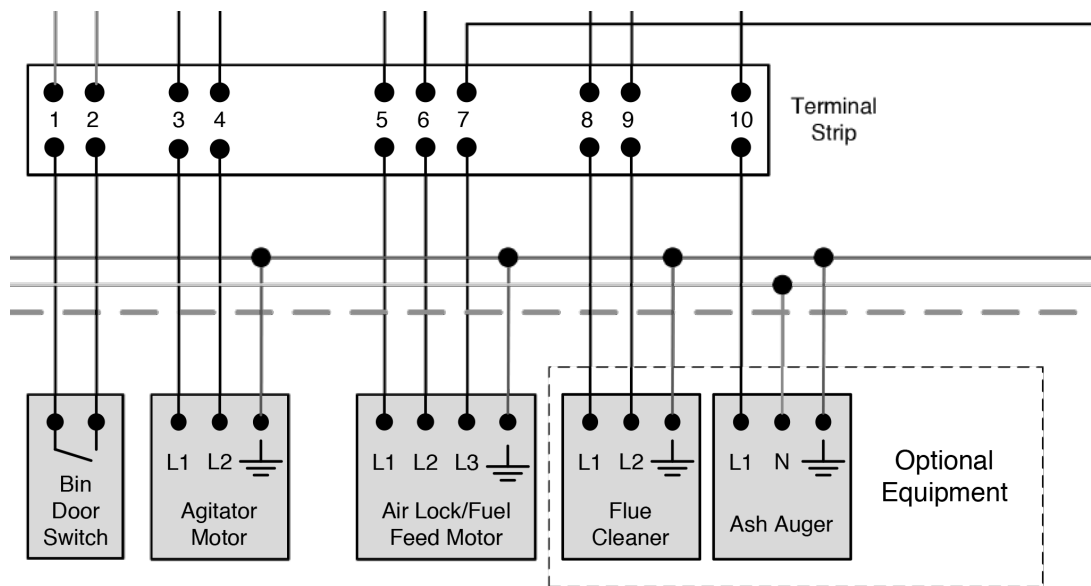 1 2 3 4 5 6 7 8 9 10
Terminal
Strip
Bin
Door
Switch
L1 L2
Agitator
Motor
L1 L2 L3
Air Lock/Fuel
Feed Motor
L1 L2
Flue
Cleaner
L1 N
Ash Auger
Optional
Equipment